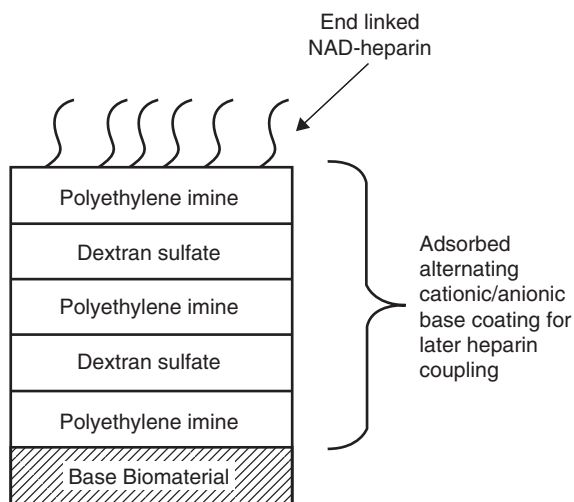 End linked
NAD-heparin
Polyethylene imine
Dextran sulfate
Polyethylene imine
Dextran sulfate
Polyethylene imine
Base Biomaterial
Adsorbed
alternating
cationic/anionic
base coating for
later heparin
coupling